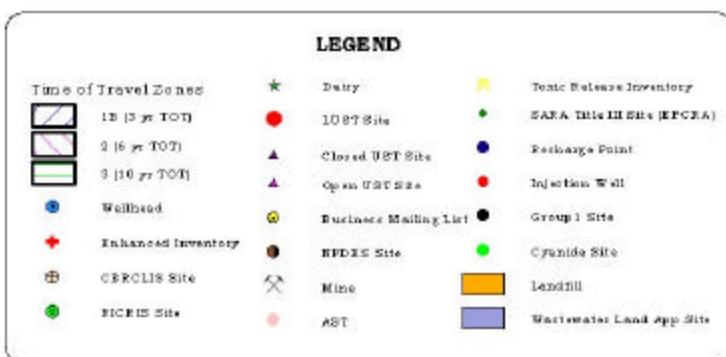 LEGEND
Time of Travel Zones
1B (3 yr TOT)
2 (6 yr TOT)
3 (10 yr TOT)
Wellhead
Enhanced Inventory
CERCLIS Site
RICRIS Site
Dairy
LUST Site
Closed UST Site
Open UST Site
Business Mailing List
NPDES Site
Mine
AST
Toxic Release Inventory
SARA Title III Site (EPCRA)
Recharge Point
Injection Well
Group 1 Site
Cyanide Site
Landfill
Wastewater Land App Site